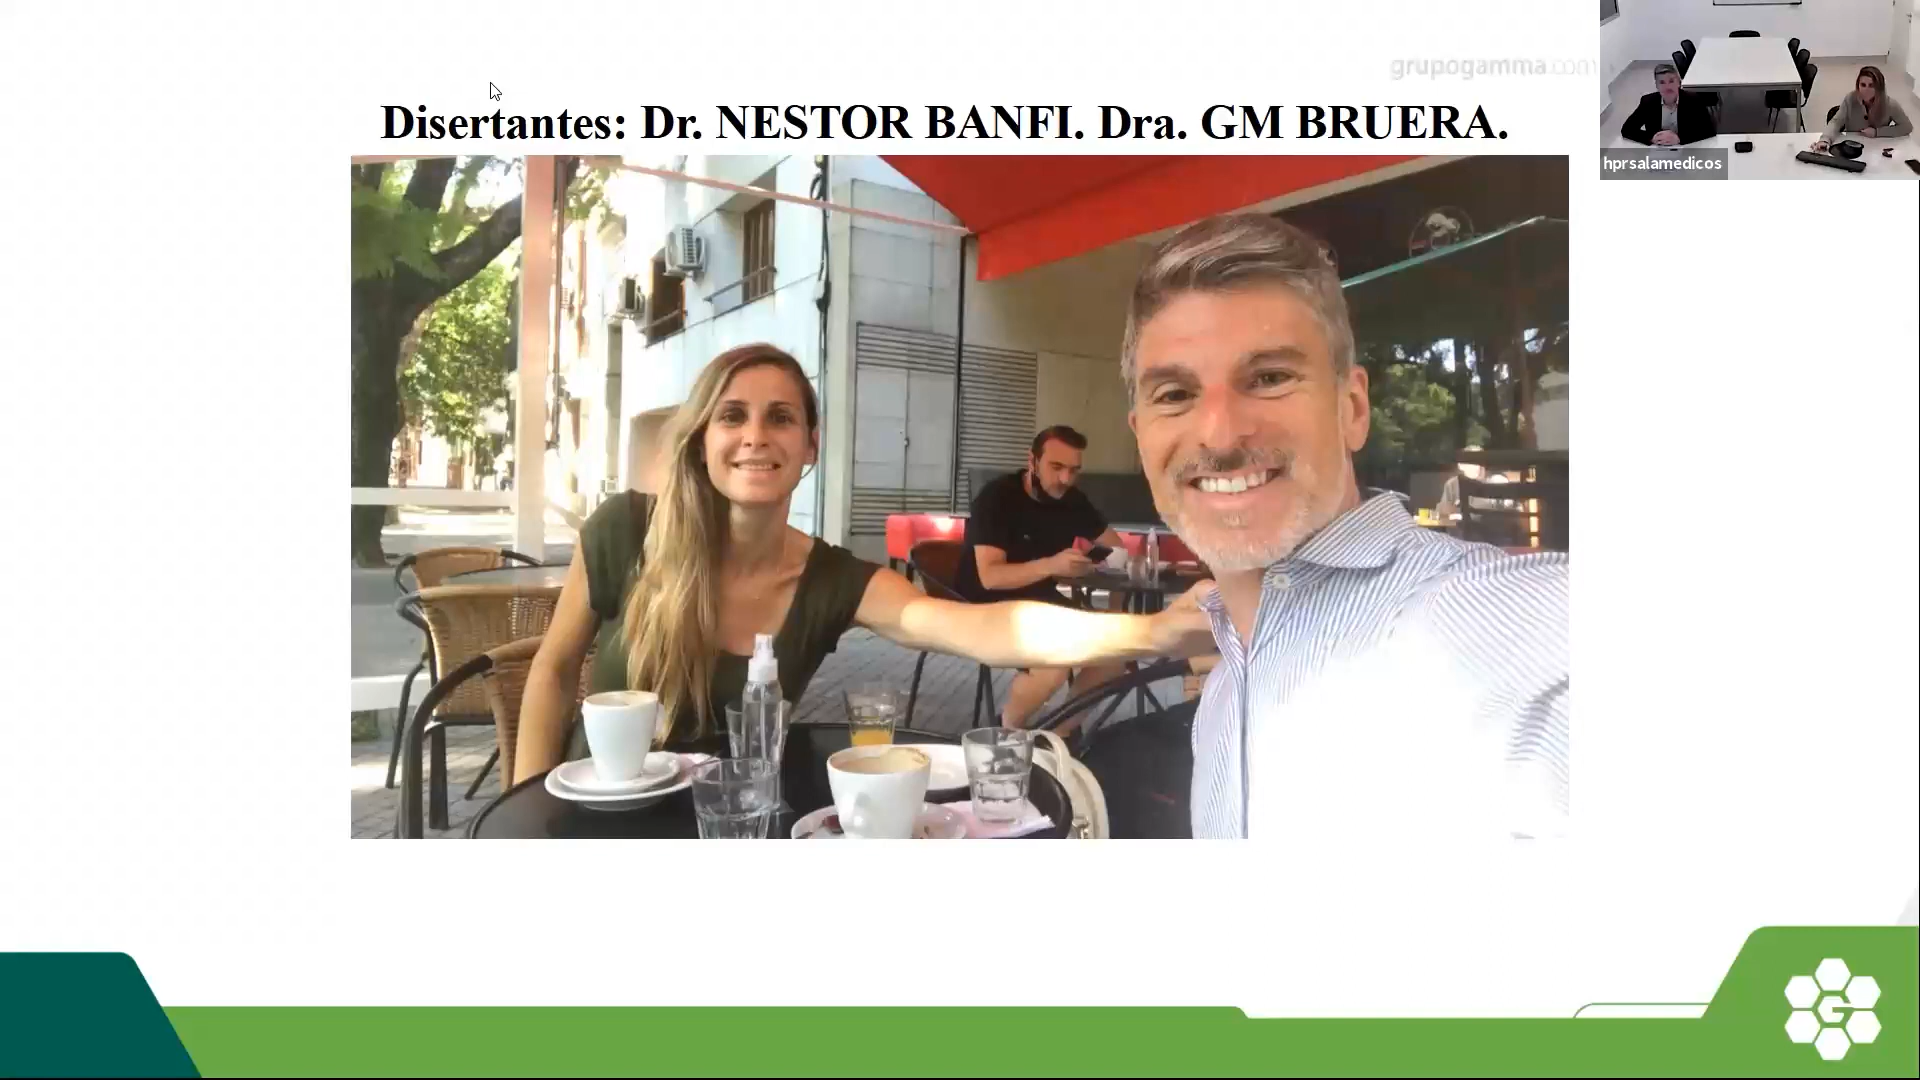 grupogamma.com
Disertantes: Dr. NESTOR BANFI. Dra. GM BRUERA.
hprsalamedicos
G